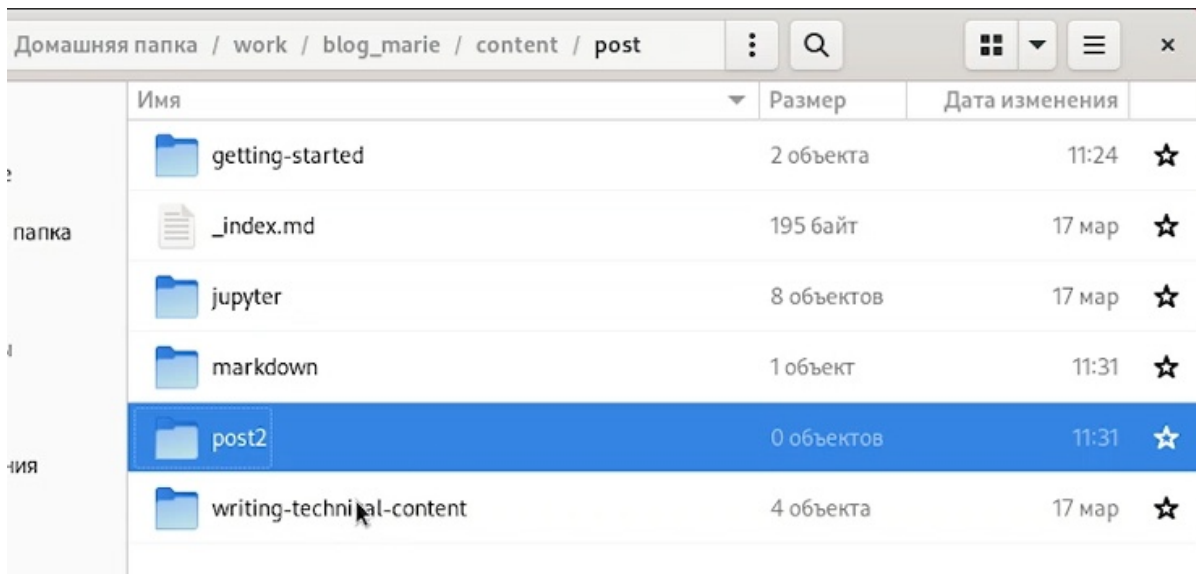 Домашняя папка / work / blog_marie / content / post
Имя Размер Дата изменения
getting-started 2 объекта 11:24
папка
_index.md 195 байт 17 мар
jupyter 8 объектов 17 мар
markdown 1 объект 11:31
post2 0 объектов 11:31
ния
writing-technical-content 4 объекта 17 мар